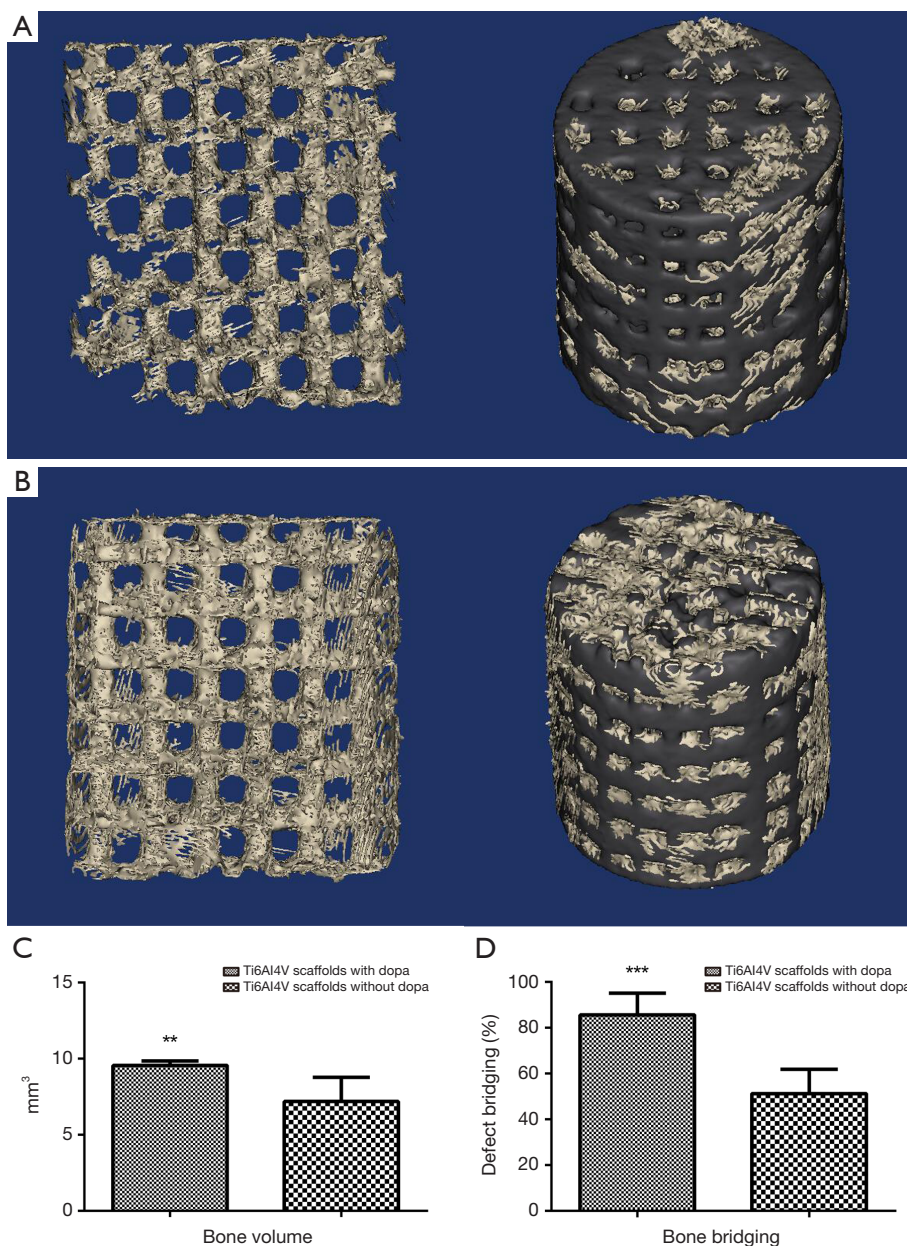 A
B
C
15
10
5
0
mm³
**
Ti6Al4V scaffolds with dopa
Ti6Al4V scaffolds without dopa
Bone volume
D
100
80
60
40
20
0
Defect bridging (%)
***
Ti6Al4V scaffolds with dopa
Ti6Al4V scaffolds without dopa
Bone bridging